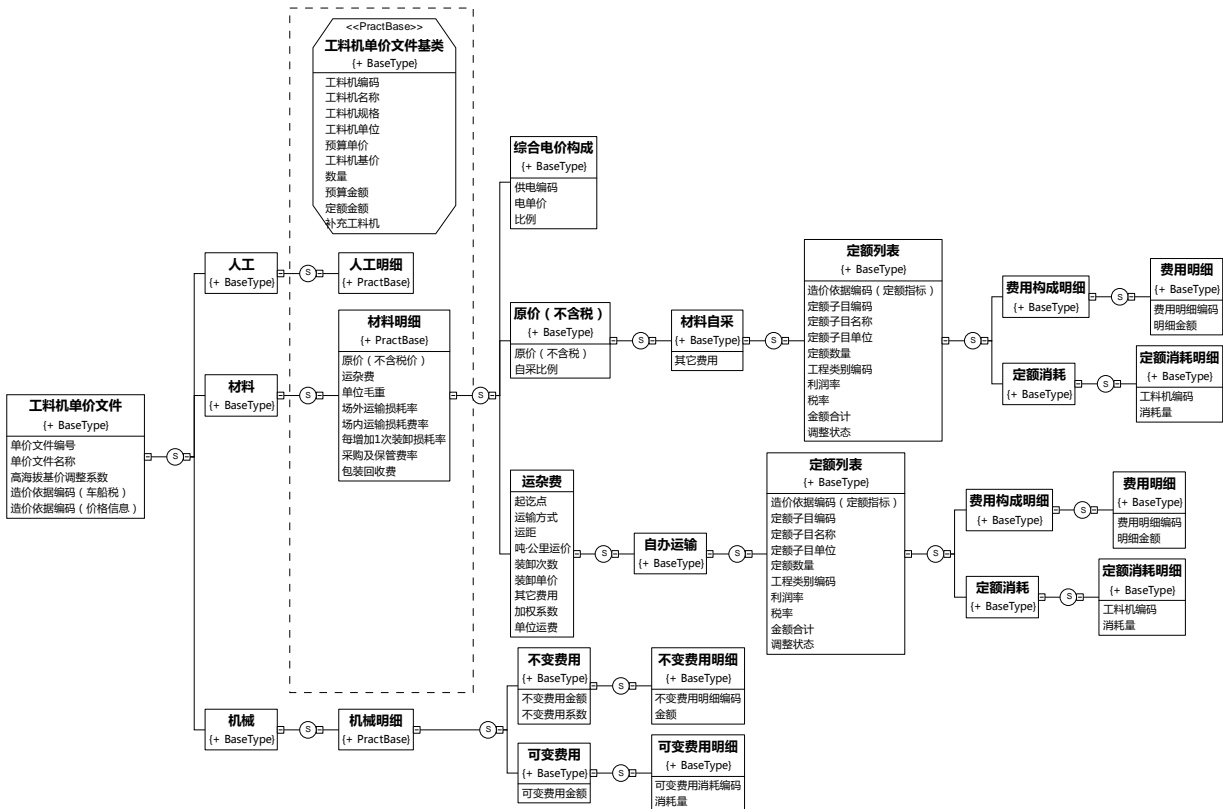 <<PractBase>>
工料机单价文件基类
{+ BaseType}
工料机编码
工料机名称
工料机规格
工料机单位
预算单价
工料机基价
数量
预算金额
定额金额
补充工料机
工料机单价文件
{+ BaseType}
单价文件编号
单价文件名称
高海拔基价调整系数
造价依据编码（车船税）
造价依据编码（价格信息）
S
人工
{+ BaseType}
S
人工明细
{+ PractBase}
材料
{+ BaseType}
S
材料明细
{+ PractBase}
原价（不含税价）
运杂费
单位毛重
场外运输损耗率
场内运输损耗费率
每增加1次装卸损耗率
采购及保管费率
包装回收费
S
综合电价构成
{+ BaseType}
供电编码
电单价
比例
原价（不含税）
{+ BaseType}
原价（不含税）
自采比例
S
材料自采
{+ BaseType}
其它费用
S
定额列表
{+ BaseType}
造价依据编码（定额指标）
定额子目编码
定额子目名称
定额子目单位
定额数量
工程类别编码
利润率
税率
金额合计
调整状态
S
费用构成明细
{+ BaseType}
S
费用明细
{+ BaseType}
费用明细编码
明细金额
定额消耗
{+ BaseType}
S
定额消耗明细
{+ BaseType}
工料机编码
消耗量
运杂费
{+ BaseType}
起讫点
运输方式
运距
吨·公里运价
装卸次数
装卸单价
其它费用
加权系数
单位运费
S
自办运输
{+ BaseType}
S
定额列表
{+ BaseType}
造价依据编码（定额指标）
定额子目编码
定额子目名称
定额子目单位
定额数量
工程类别编码
利润率
税率
金额合计
调整状态
S
费用构成明细
{+ BaseType}
S
费用明细
{+ BaseType}
费用明细编码
明细金额
定额消耗
{+ BaseType}
S
定额消耗明细
{+ BaseType}
工料机编码
消耗量
机械
{+ BaseType}
S
机械明细
{+ PractBase}
S
不变费用
{+ BaseType}
不变费用金额
不变费用系数
S
不变费用明细
{+ BaseType}
不变费用明细编码
金额
可变费用
{+ BaseType}
可变费用金额
S
可变费用明细
{+ BaseType}
可变费用消耗编码
消耗量